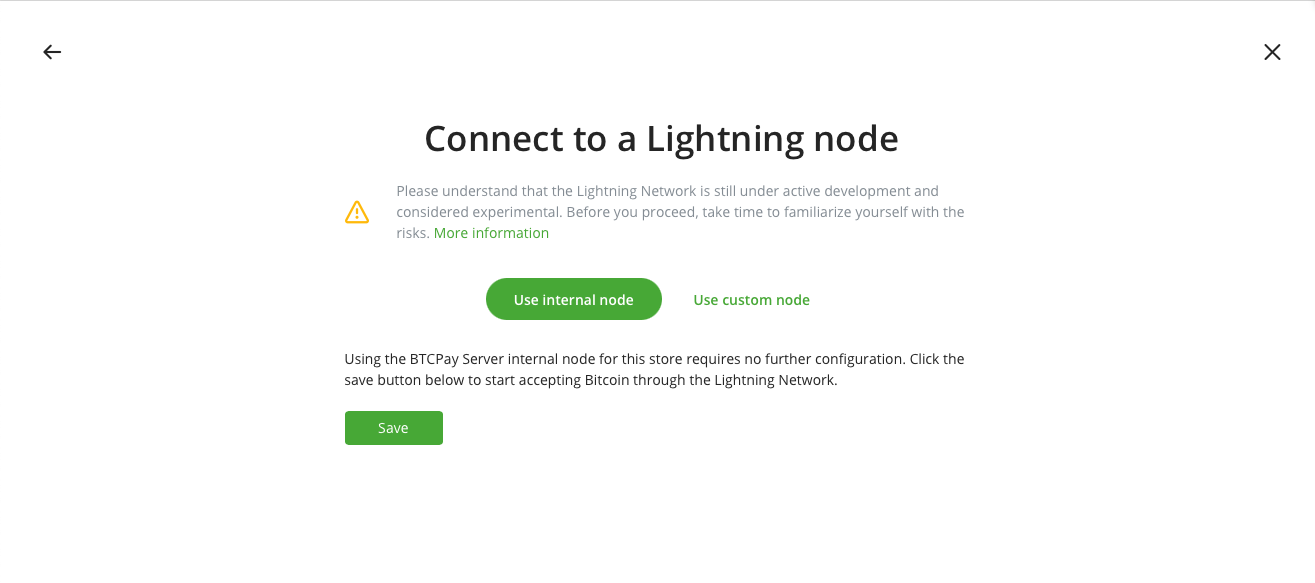 Connect to a Lightning node
Please understand that the Lightning Network is still under active development and
considered experimental. Before you proceed, take time to familiarize yourself with the
risks. More information
Use internal node Use custom node
Using the BTCPay Server internal node for this store requires no further configuration. Click the
save button below to start accepting Bitcoin through the Lightning Network.
Save